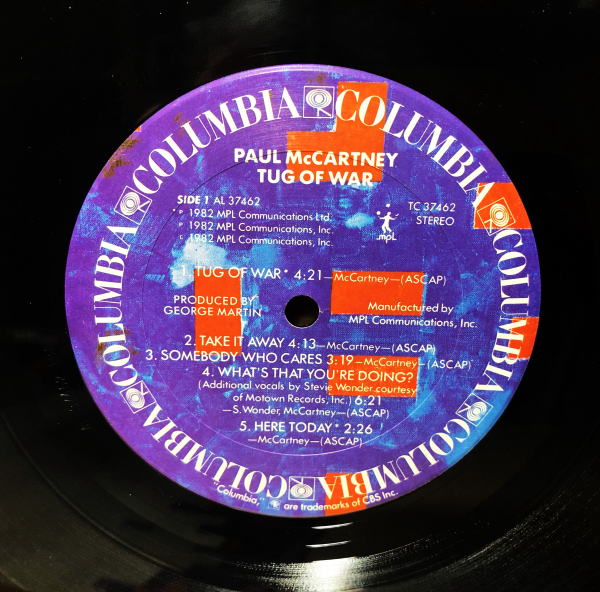 COLUMBIA COLUMBIA COLUMBIA COLUMBIA COLUMBIA COLUMBIA COLUMBIA COLUMBIA
PAUL McCARTNEY
TUG OF WAR
SIDE 1 AL 37462
TC 37462
STEREO
℗ 1982 MPL Communications Ltd.
℗ 1982 MPL Communications, Inc.
© 1982 MPL Communications, Inc.
mpL
1. TUG OF WAR* 4:21—McCartney—(ASCAP)
PRODUCED BY
GEORGE MARTIN
Manufactured by
MPL Communications, Inc.
2. TAKE IT AWAY 4:13—McCartney—(ASCAP)
3. SOMEBODY WHO CARES 3:19—McCartney—(ASCAP)
4. WHAT'S THAT YOU'RE DOING?
(Additional vocals by Stevie Wonder courtesy
of Motown Records, Inc.) 6:21
—S. Wonder, McCartney—(ASCAP)
5. HERE TODAY* 2:26
—McCartney—(ASCAP)
"Columbia," are trademarks of CBS Inc.